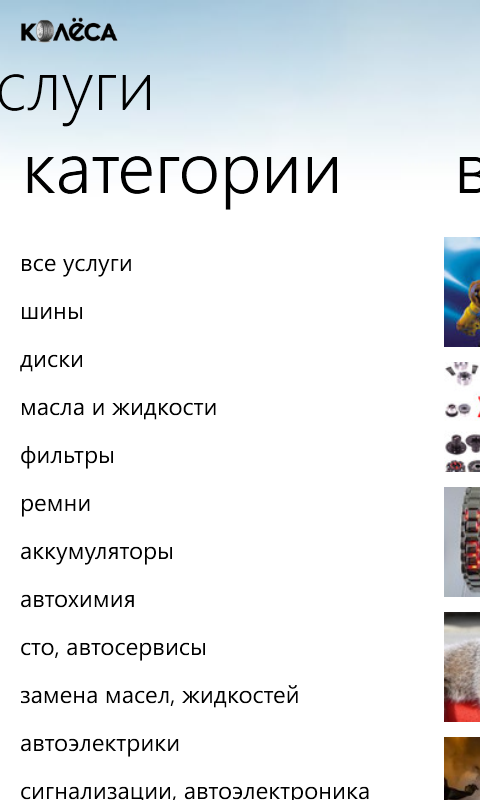 КОЛЁСА
слуги
категории
в
все услуги
шины
диски
масла и жидкости
фильтры
ремни
аккумуляторы
автохимия
сто, автосервисы
замена масел, жидкостей
автоэлектрики
сигнализации, автоэлектроника